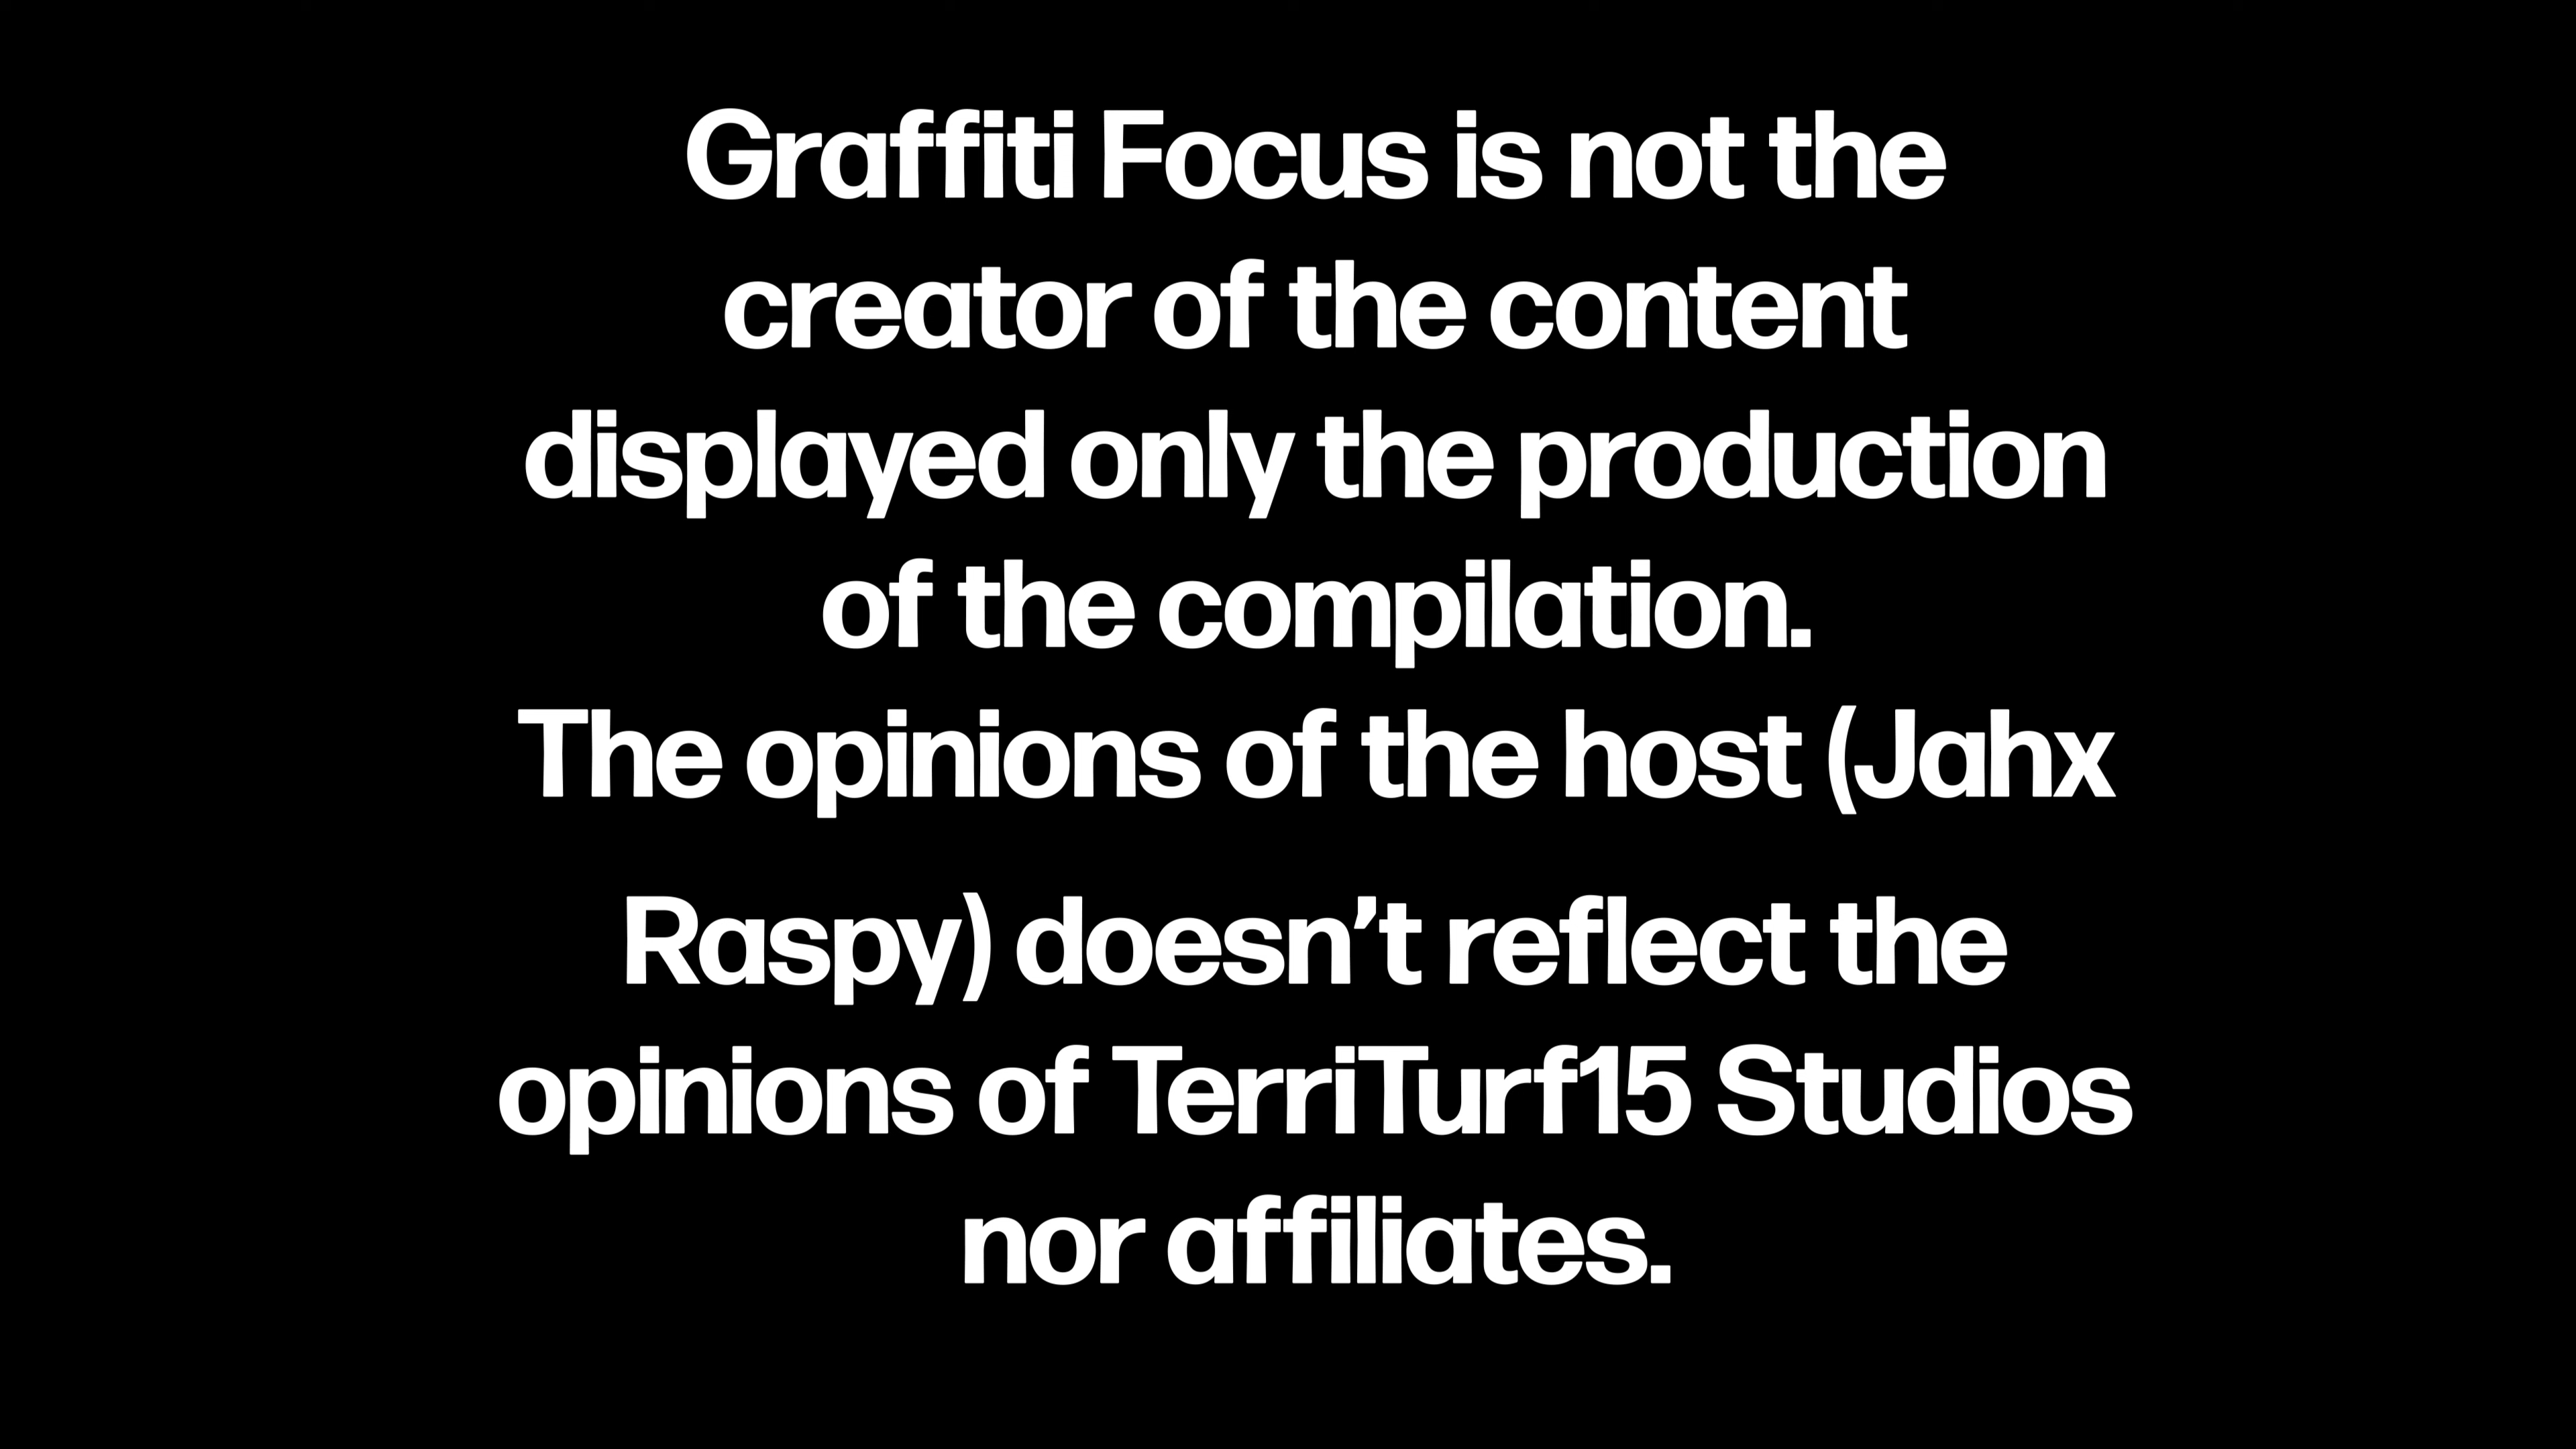 Graffiti Focus is not the
creator of the content
displayed only the production
of the compilation.
The opinions of the host (Jahx
Raspy) doesn’t reflect the
opinions of TerriTurf15 Studios
nor affiliates.